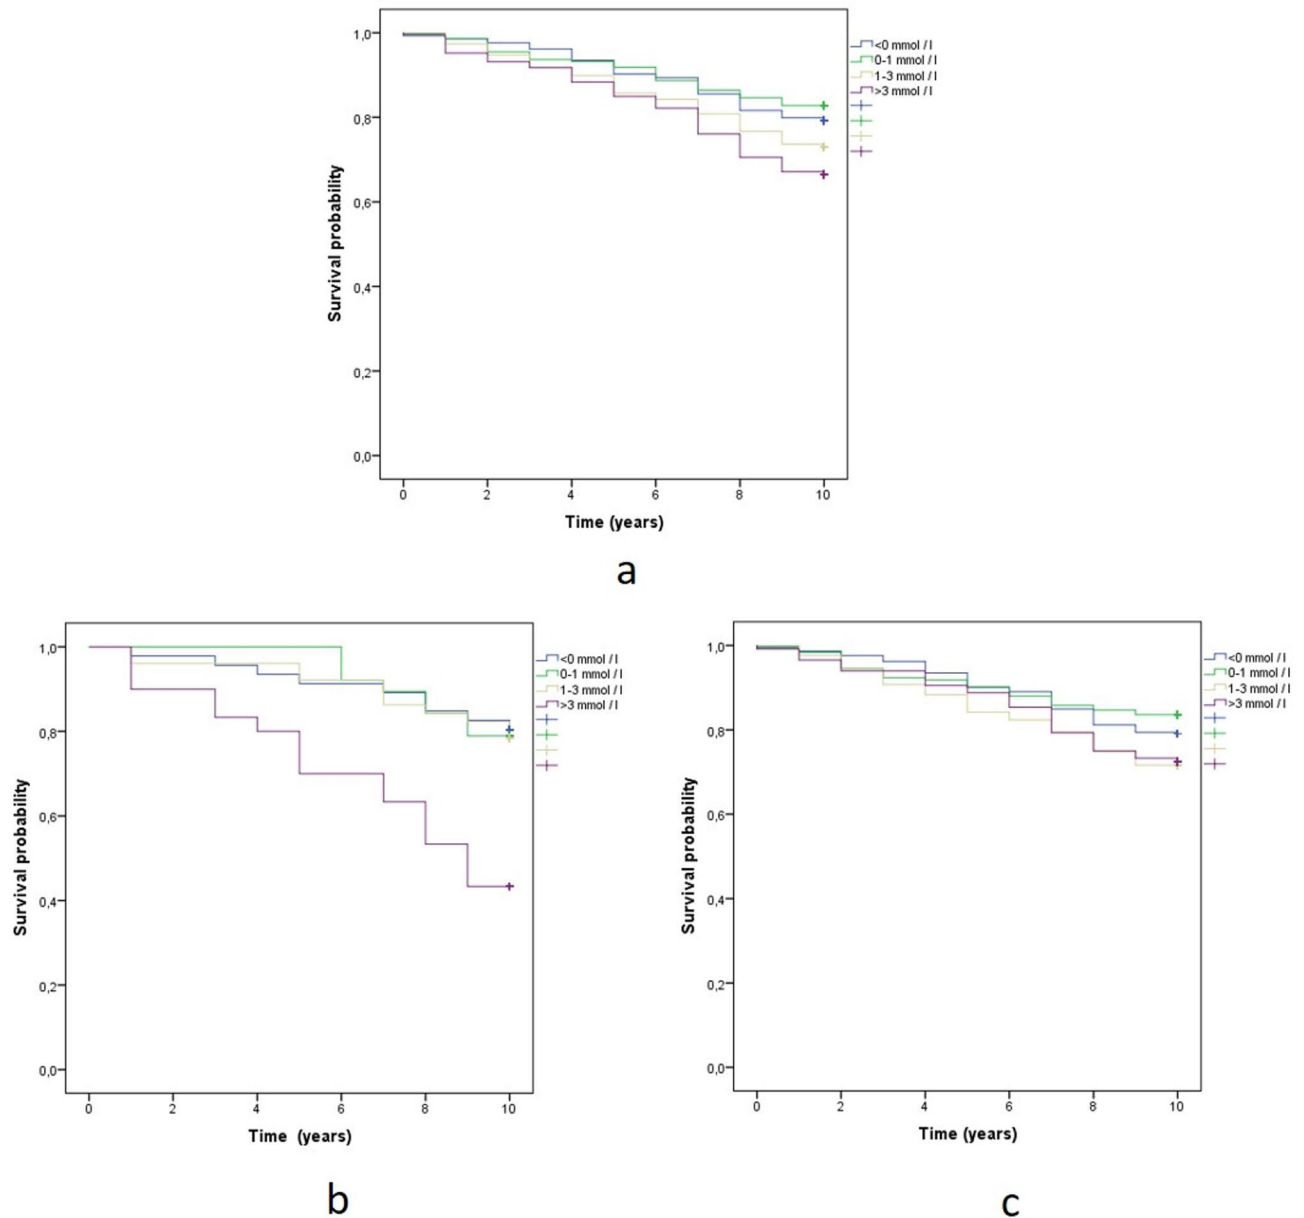 1,0
0,8
0,6
0,4
0,2
0,0
Survival probability
0 2 4 6 8 10
Time (years)
<0 mmol / l
0-1 mmol / l
1-3 mmol / l
>3 mmol / l
a
1,0
0,8
0,6
0,4
0,2
0,0
Survival probability
0 2 4 6 8 10
Time (years)
<0 mmol / l
0-1 mmol / l
1-3 mmol / l
>3 mmol / l
b
1,0
0,8
0,6
0,4
0,2
0,0
Survival probability
0 2 4 6 8 10
Time (years)
<0 mmol / l
0-1 mmol / l
1-3 mmol / l
>3 mmol / l
c